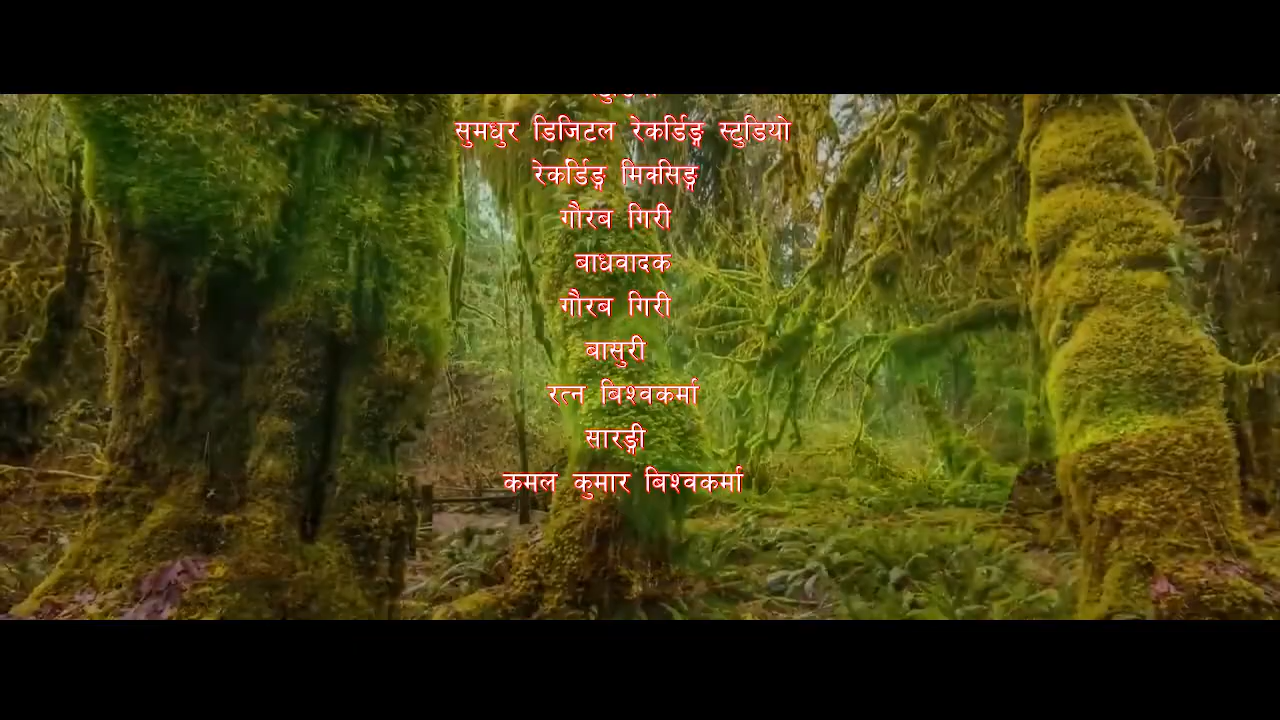 सुमधुर डिजिटल रेकर्डिङ्ग स्टुडियो
रेकर्डिङ्ग मिक्सिङ्ग
गौरब गिरी
बाधवादक
गौरब गिरी
बासुरी
रत्न बिश्वकर्मा
सारङ्गी
कमल कुमार बिश्वकर्मा